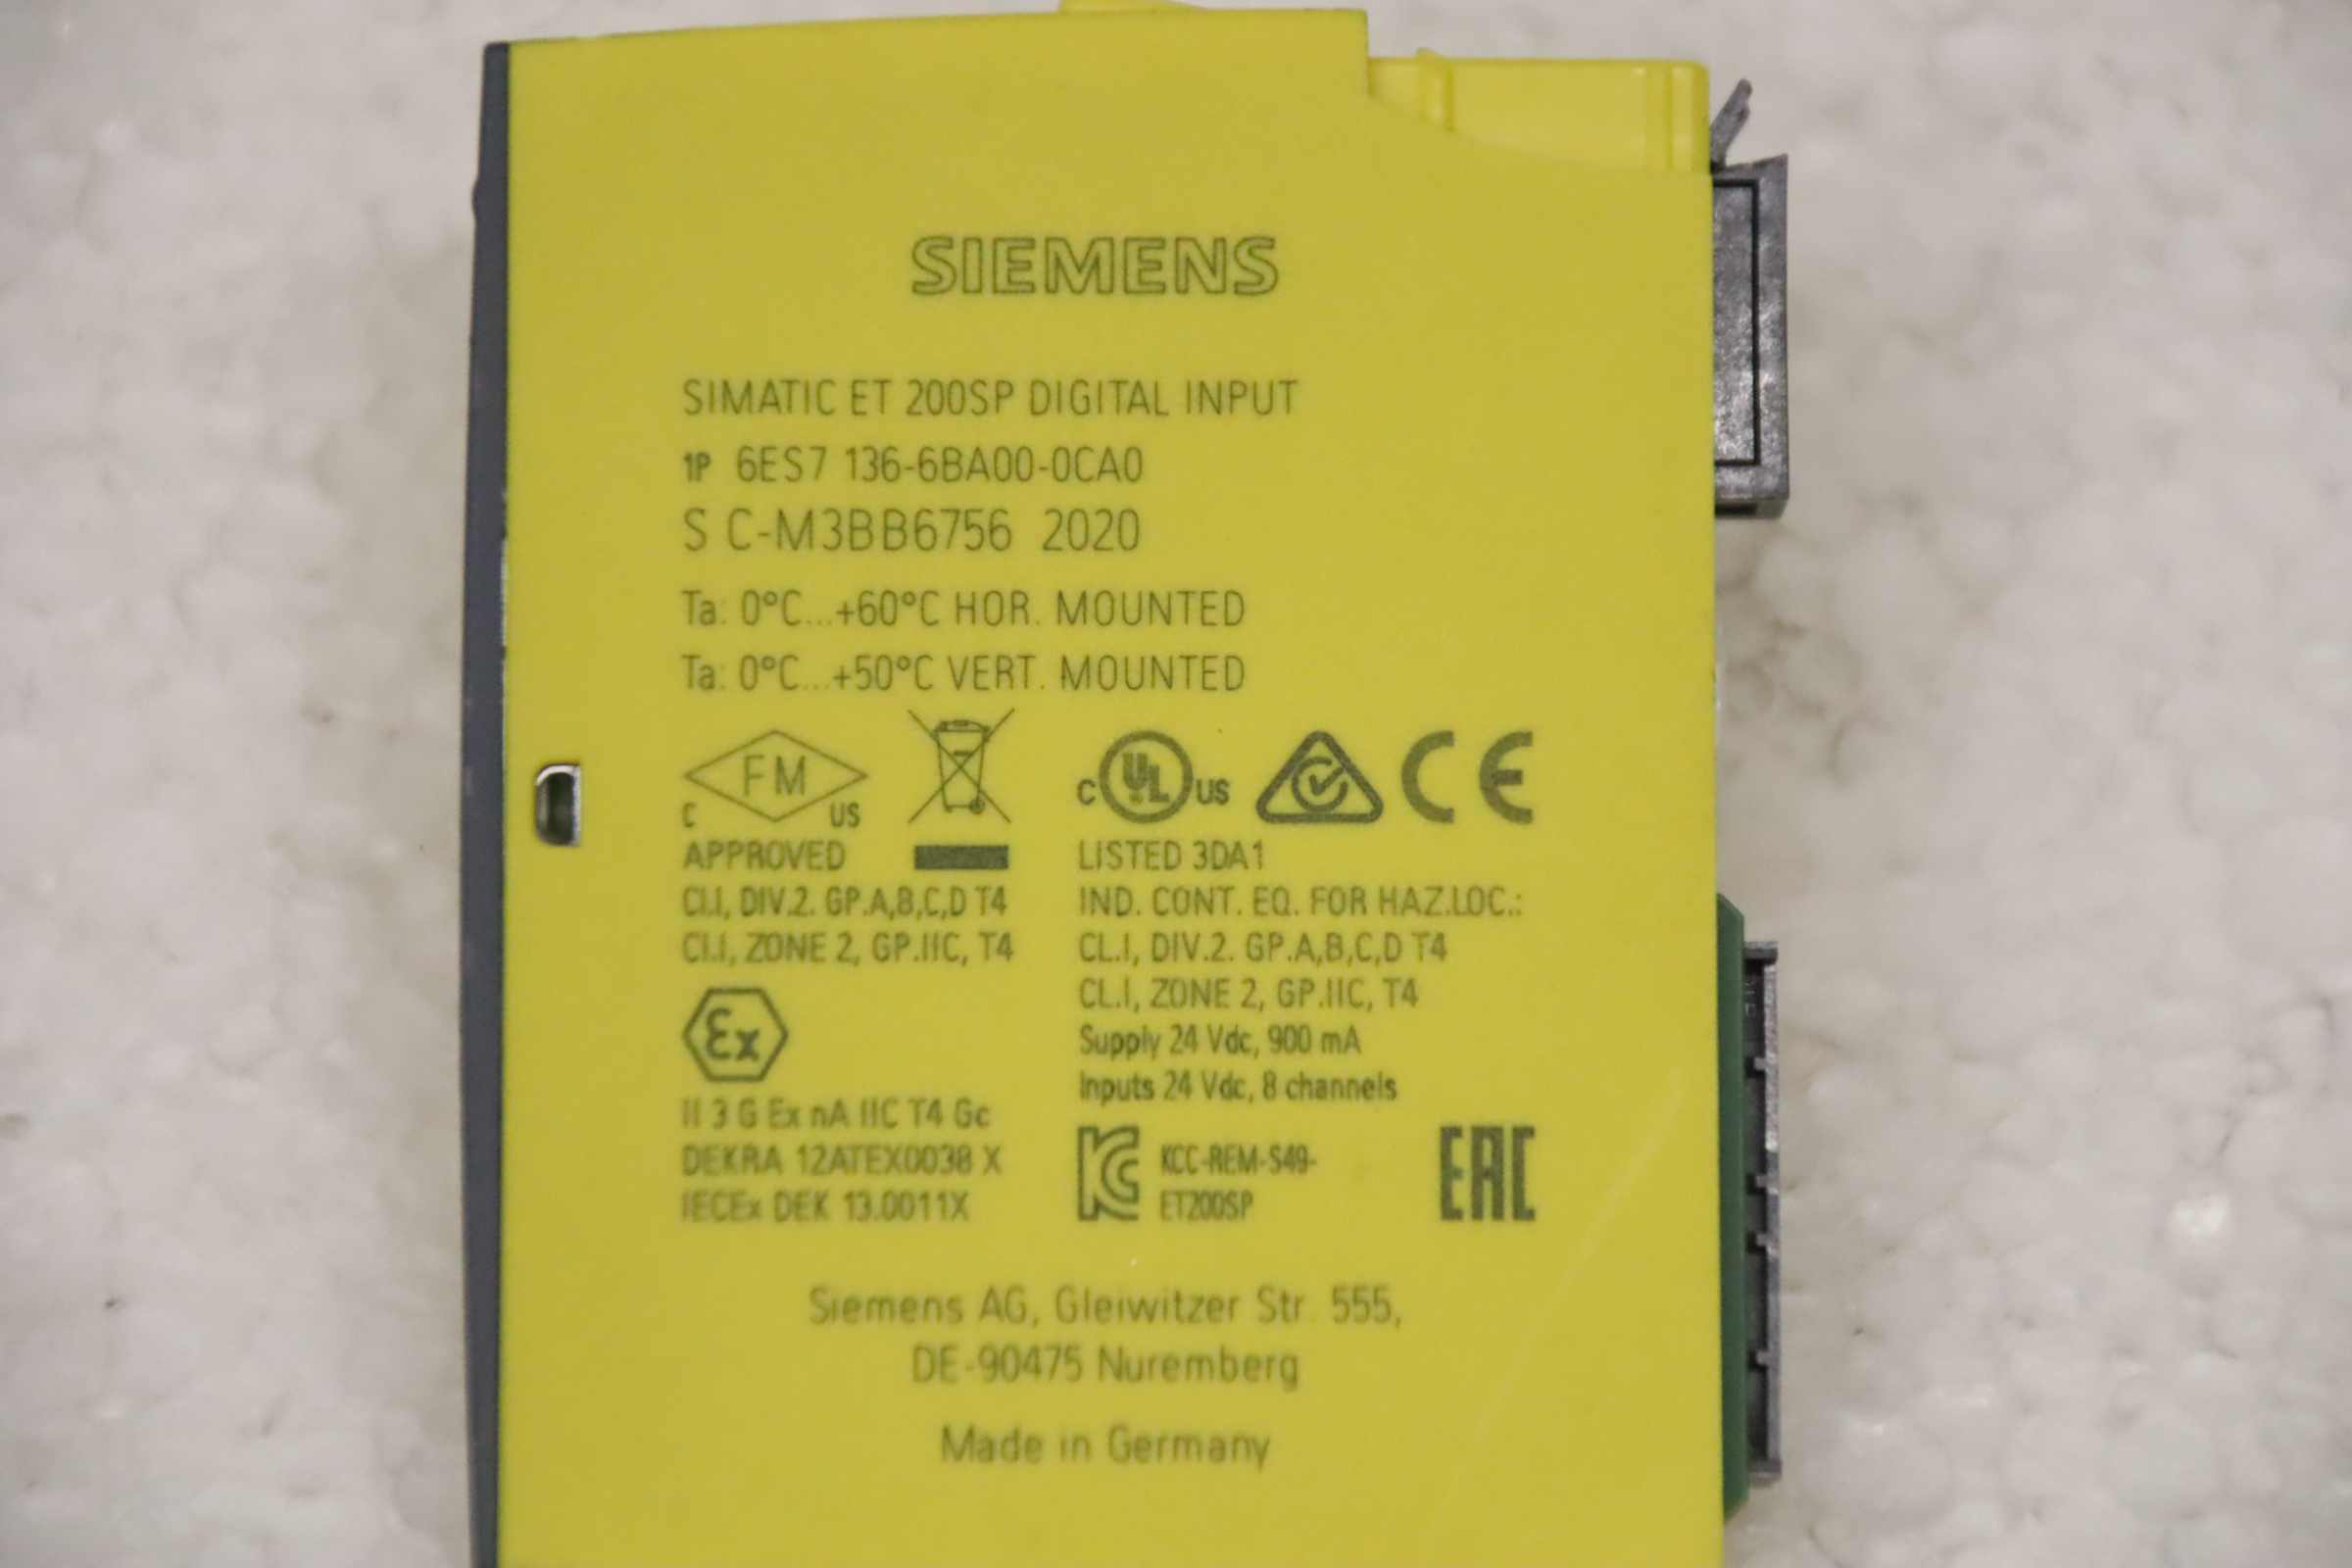 SIEMENS
SIMATIC ET 200SP DIGITAL INPUT
1P 6ES7 136-6BA00-0CA0
S C-M3BB6756 2020
Ta: 0°C...+60°C HOR. MOUNTED
Ta: 0°C...+50°C VERT. MOUNTED
FM
C US
APPROVED
CL.I, DIV.2. GP.A,B,C,D T4
CL.I, ZONE 2, GP.IIC, T4
Ex
II 3 G Ex nA IIC T4 Gc
DEKRA 12ATEX0038 X
IECEx DEK 13.0011X
C UL US CE
LISTED 3DA1
IND. CONT. EQ. FOR HAZ.LOC.:
CL.I, DIV.2. GP.A,B,C,D T4
CL.I, ZONE 2, GP.IIC, T4
Supply 24 Vdc, 900 mA
Inputs 24 Vdc, 8 channels
KC KCC-REM-S49-
ET200SP
EAC
Siemens AG, Gleiwitzer Str. 555,
DE-90475 Nuremberg
Made in Germany